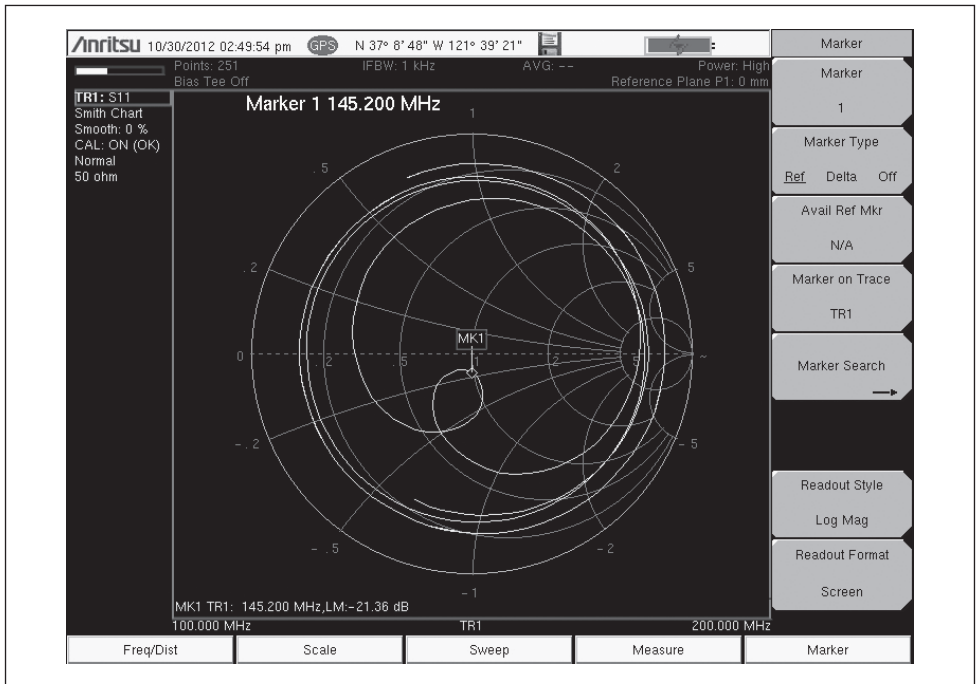 Anritsu 10/30/2012 02:49:54 pm GPS N 37° 8' 48" W 121° 39' 21"
Marker
Points: 251 IFBW: 1 kHz AVG: -- Power: High
Bias Tee Off Reference Plane P1: 0 mm
TR1: S11
Smith Chart
Smooth: 0 %
CAL: ON (OK)
Normal
50 ohm
Marker 1 145.200 MHz
1
.5
2
.2
5
MK1
0 .2 .5 1 2 5 ~
-.2
-5
-.5
-2
-1
MK1 TR1: 145.200 MHz,LM:-21.36 dB
100.000 MHz TR1 200.000 MHz
Marker
1
Marker Type
Ref Delta Off
Avail Ref Mkr
N/A
Marker on Trace
TR1
Marker Search
Readout Style
Log Mag
Readout Format
Screen
Freq/Dist Scale Sweep Measure Marker